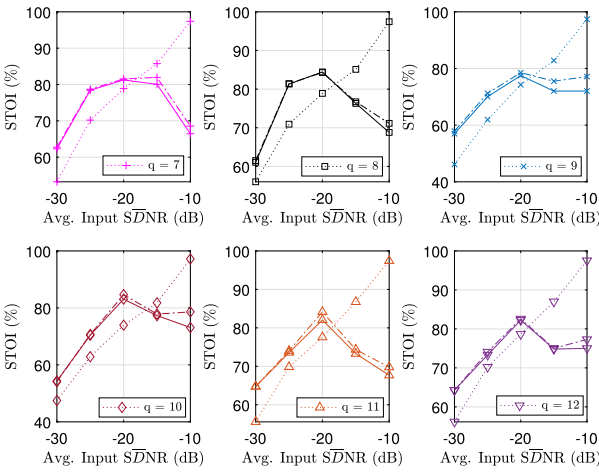 100
90
80
70
60
STOI (%)
-30 -20 -10
Avg. Input SDNR (dB)
q = 7
100
90
80
70
60
STOI (%)
-30 -20 -10
Avg. Input SDNR (dB)
q = 8
100
80
60
40
STOI (%)
-30 -20 -10
Avg. Input SDNR (dB)
q = 9
100
80
60
40
STOI (%)
-30 -20 -10
Avg. Input SDNR (dB)
q = 10
100
90
80
70
60
STOI (%)
-30 -20 -10
Avg. Input SDNR (dB)
q = 11
100
90
80
70
60
STOI (%)
-30 -20 -10
Avg. Input SDNR (dB)
q = 12